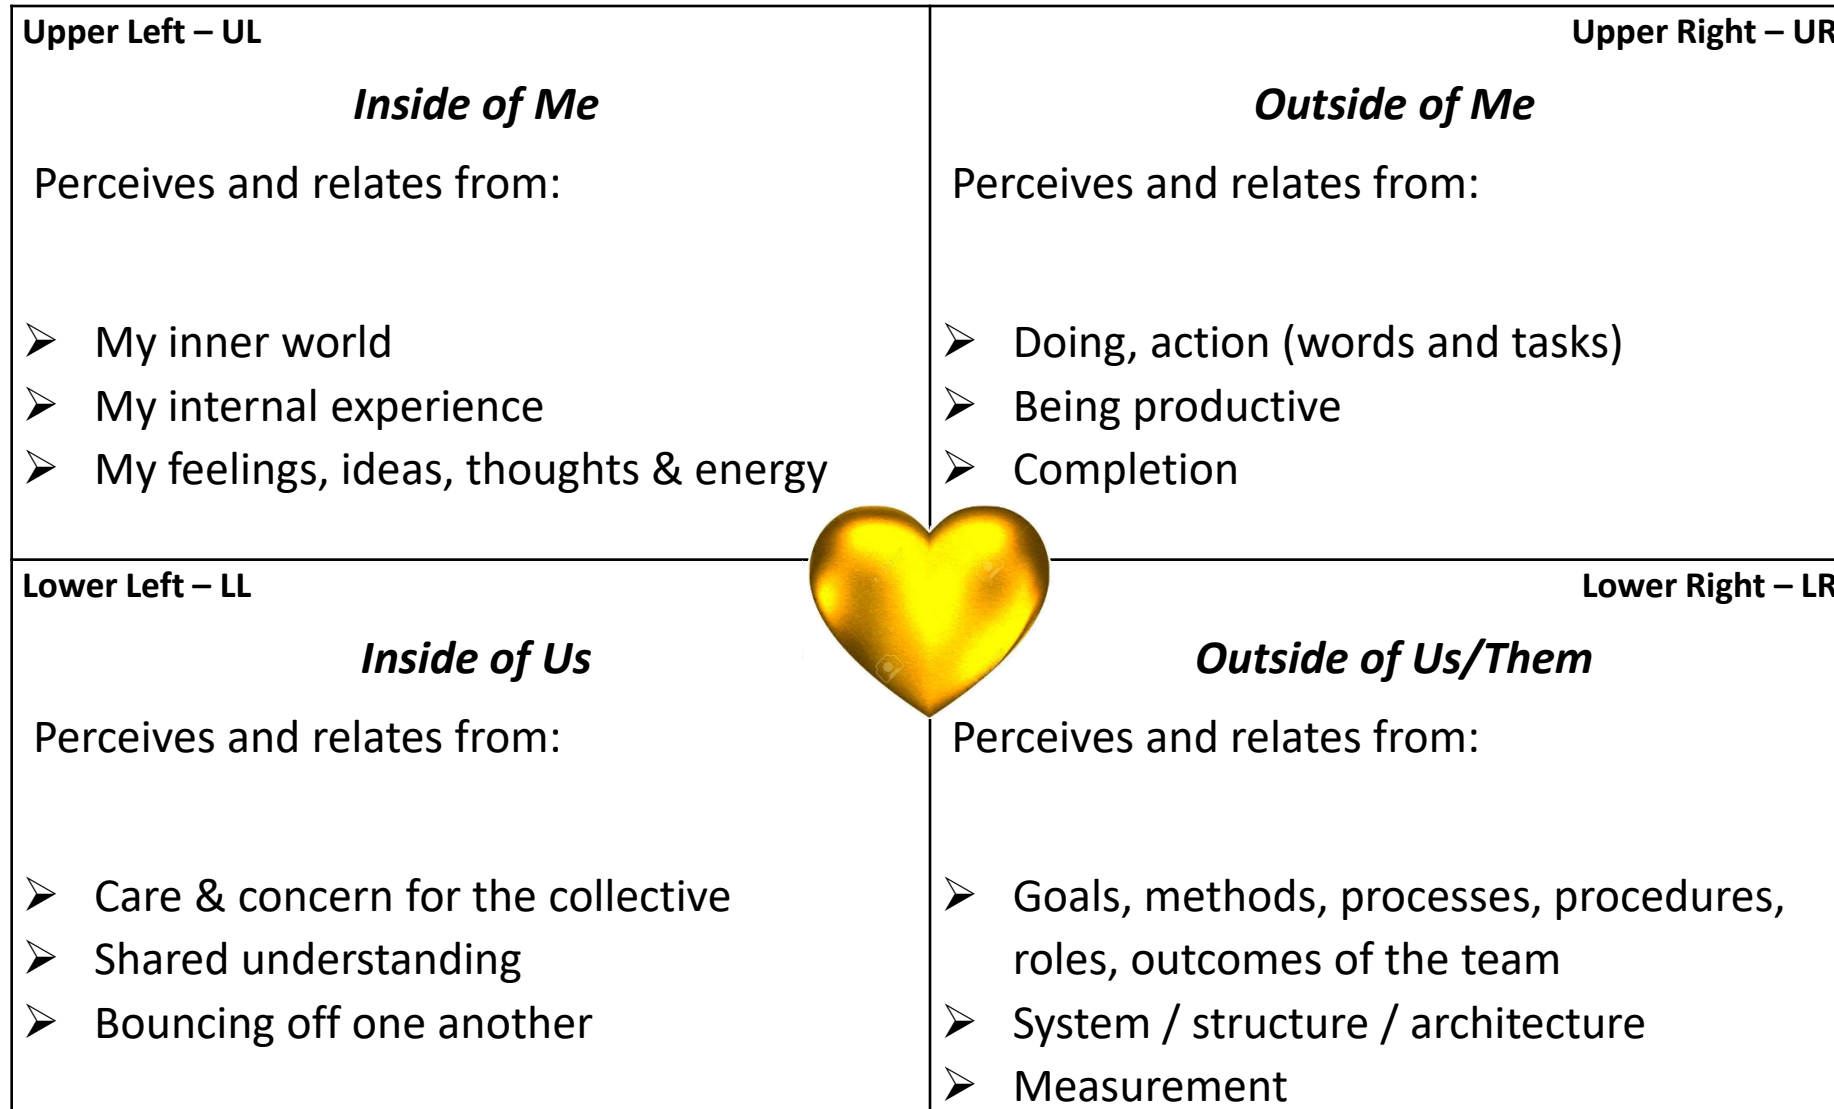 Upper Left – UL
Inside of Me
Perceives and relates from:
➢ My inner world
➢ My internal experience
➢ My feelings, ideas, thoughts & energy
Upper Right – UR
Outside of Me
Perceives and relates from:
➢ Doing, action (words and tasks)
➢ Being productive
➢ Completion
Lower Left – LL
Inside of Us
Perceives and relates from:
➢ Care & concern for the collective
➢ Shared understanding
➢ Bouncing off one another
Lower Right – LR
Outside of Us/Them
Perceives and relates from:
➢ Goals, methods, processes, procedures,
roles, outcomes of the team
➢ System / structure / architecture
➢ Measurement